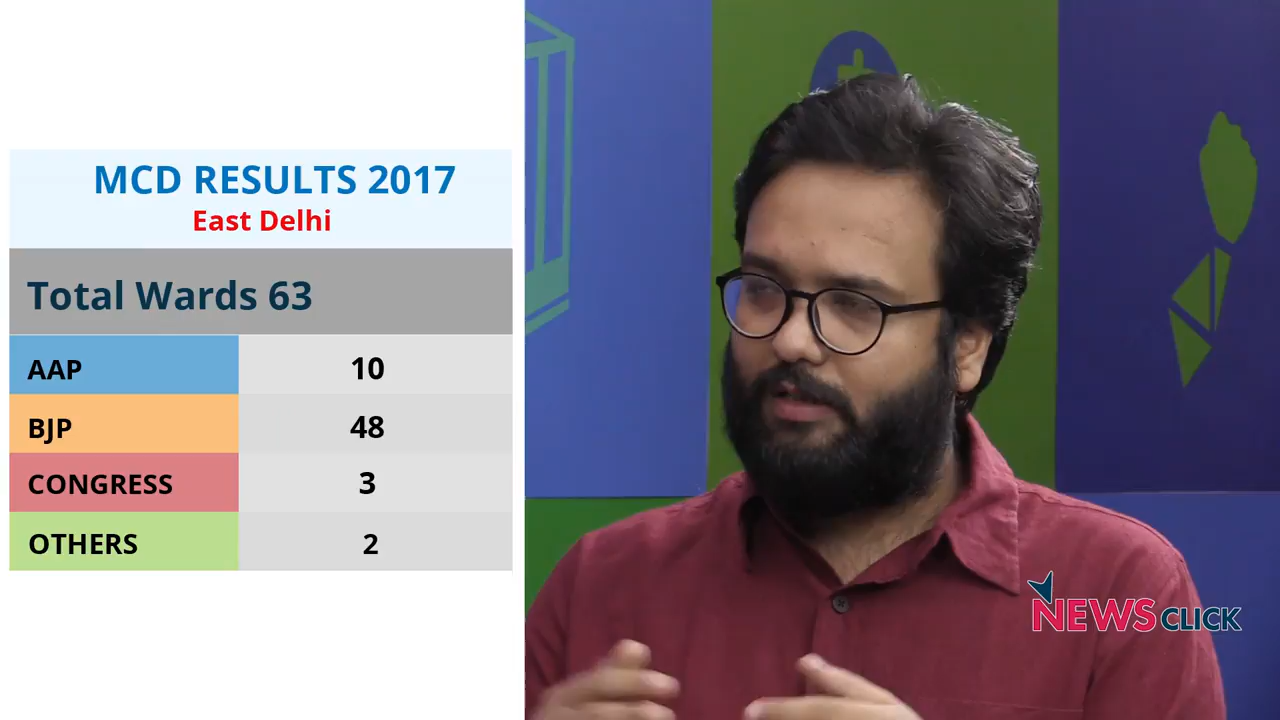 MCD RESULTS 2017
East Delhi
Total Wards 63
AAP 10
BJP 48
CONGRESS 3
OTHERS 2
NEWSCLICK